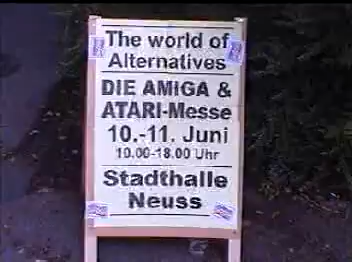 The world of
Alternatives
DIE AMIGA &
ATARI-Messe
10.-11. Juni
10.00-18.00 Uhr
Stadthalle
Neuss